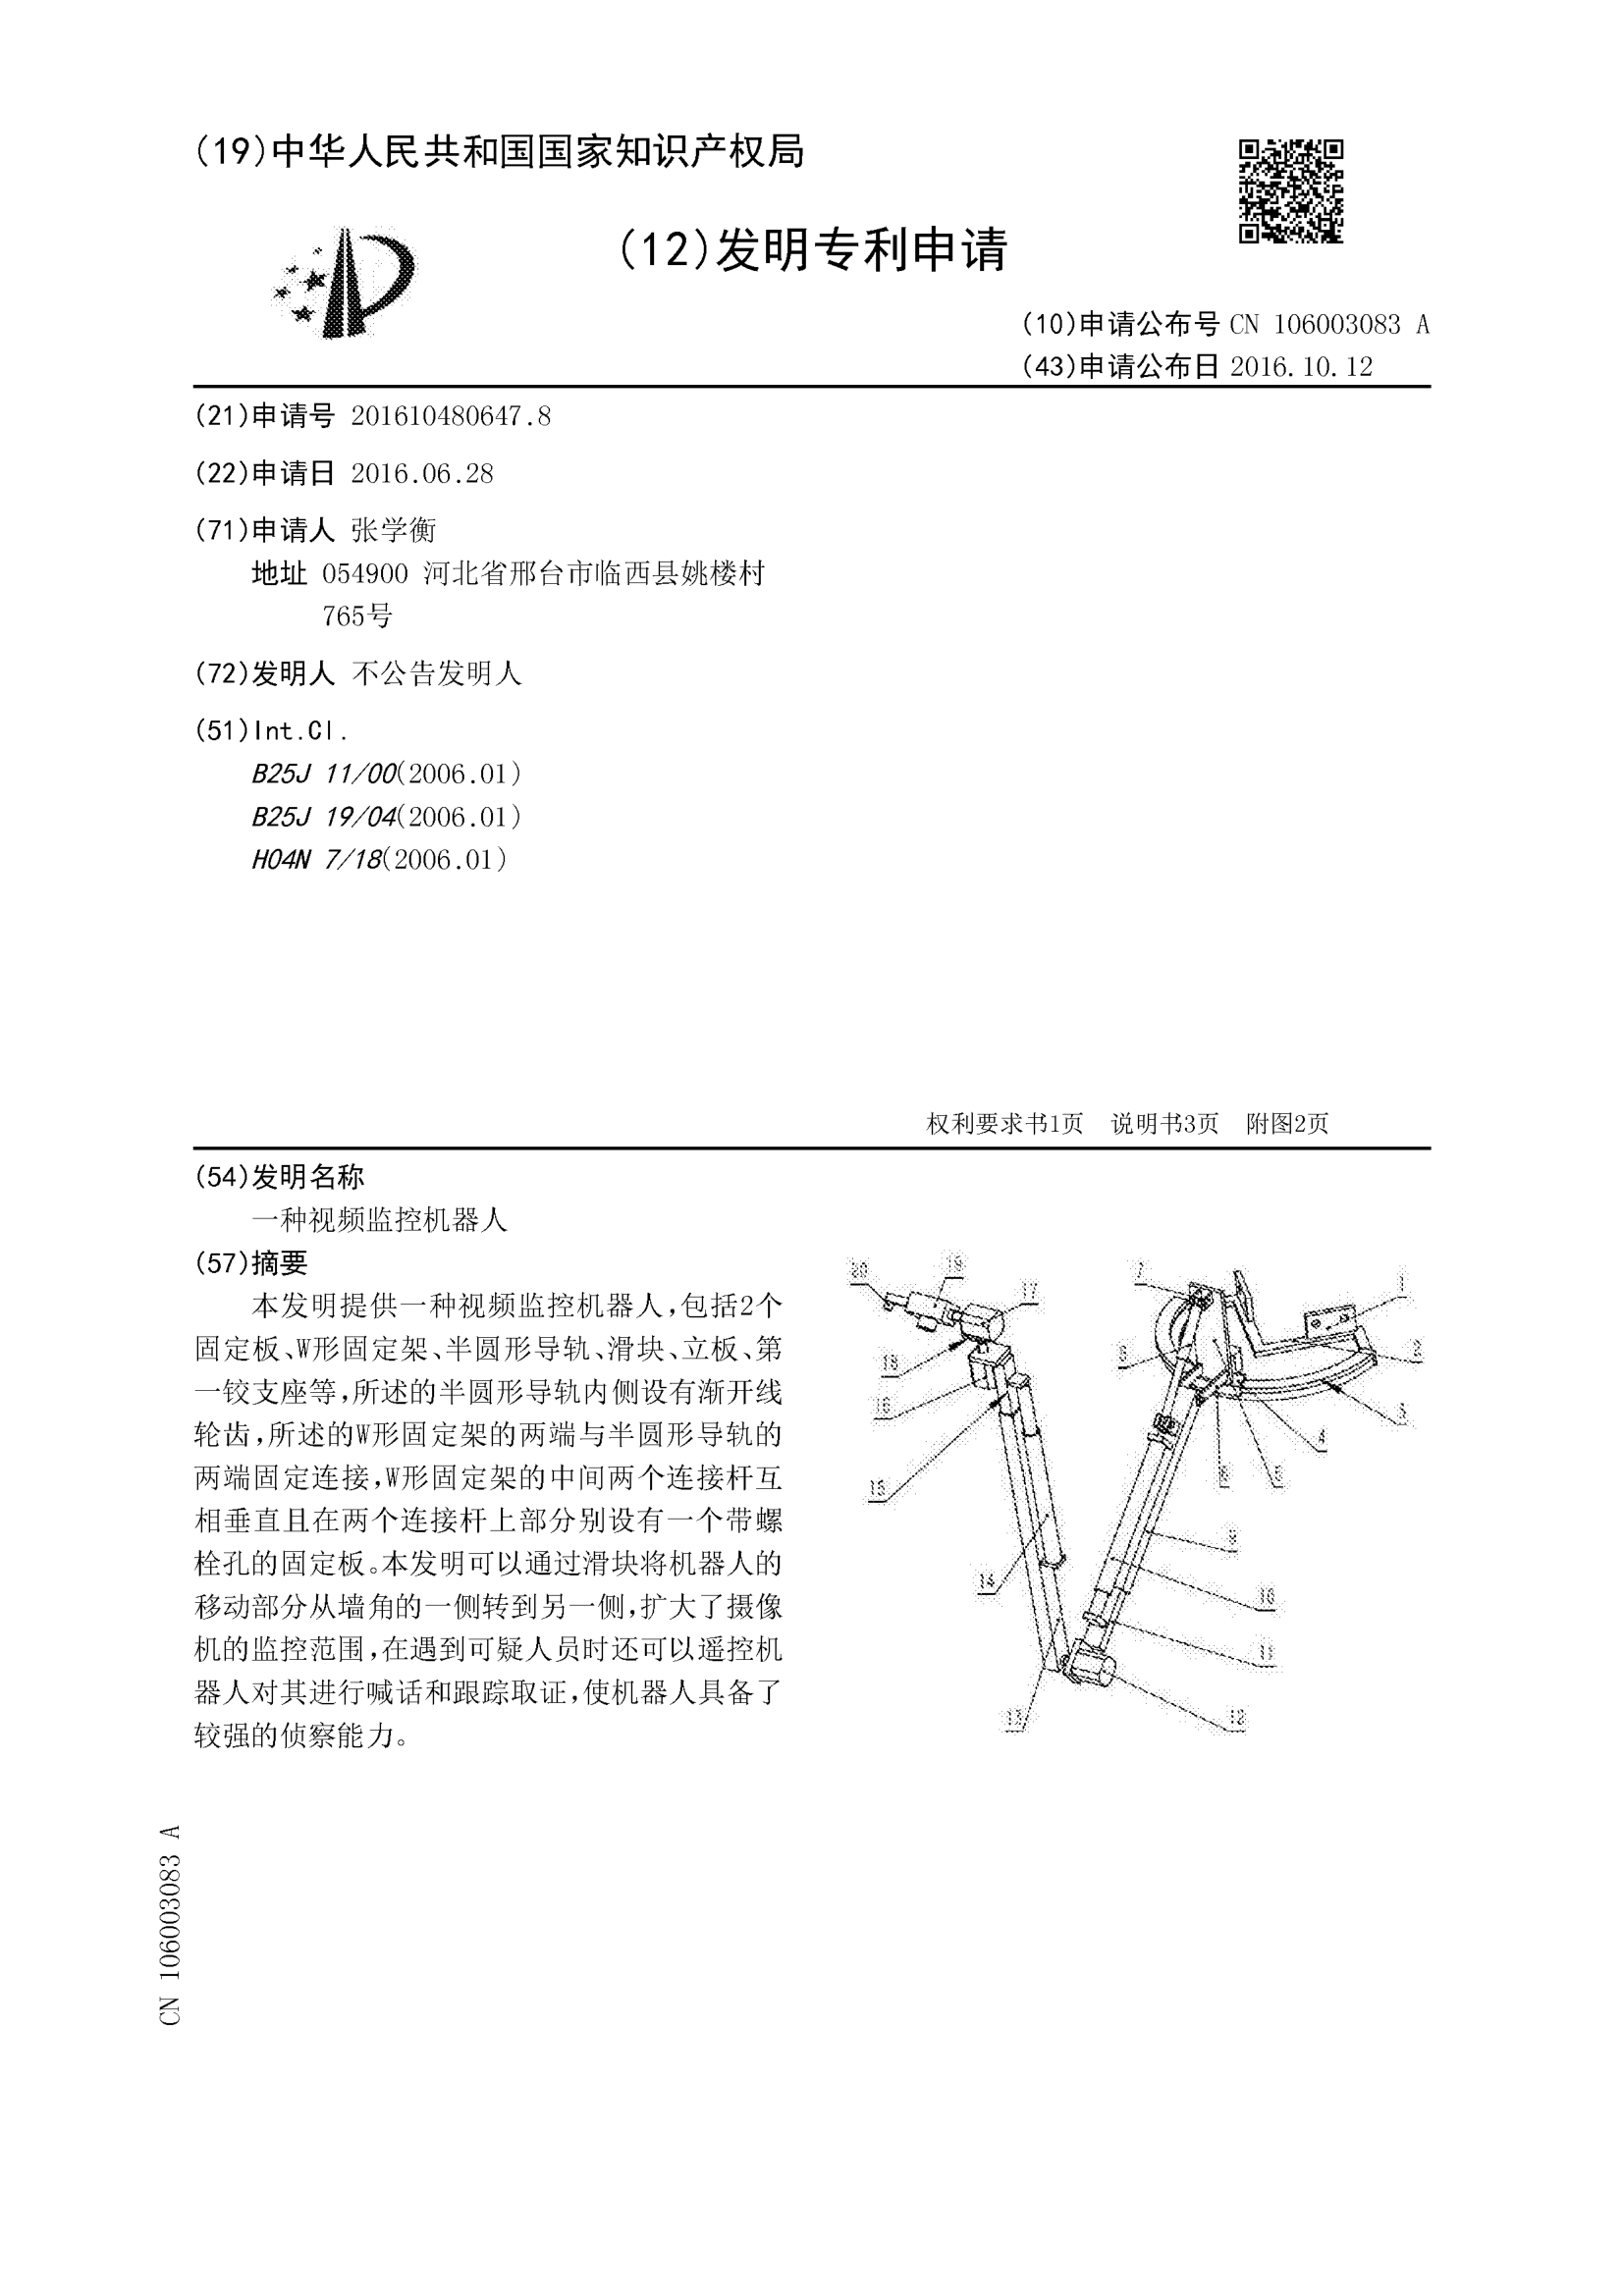 (19)中华人民共和国国家知识产权局
(12)发明专利申请
(10)申请公布号 CN 106003083 A
(43)申请公布日 2016.10.12
(21)申请号 201610480647.8
(22)申请日 2016.06.28
(71)申请人 张学衡
地址 054900 河北省邢台市临西县姚楼村
765号
(72)发明人 不公告发明人
(51)Int.Cl.
B25J 11/00(2006.01)
B25J 19/04(2006.01)
H04N 7/18(2006.01)
权利要求书1页 说明书3页 附图2页
(54)发明名称
一种视频监控机器人
(57)摘要
本发明提供一种视频监控机器人,包括2个
固定板、W形固定架、半圆形导轨、滑块、立板、第
一铰支座等,所述的半圆形导轨内侧设有渐开线
轮齿,所述的W形固定架的两端与半圆形导轨的
两端固定连接,W形固定架的中间两个连接杆互
相垂直且在两个连接杆上部分别设有一个带螺
栓孔的固定板。本发明可以通过滑块将机器人的
移动部分从墙角的一侧转到另一侧,扩大了摄像
机的监控范围,在遇到可疑人员时还可以遥控机
器人对其进行喊话和跟踪取证,使机器人具备了
较强的侦察能力。
20
19
17
7
1
18
2
16
3
4
15
5
9
14
10
11
13
12
CN 106003083 A